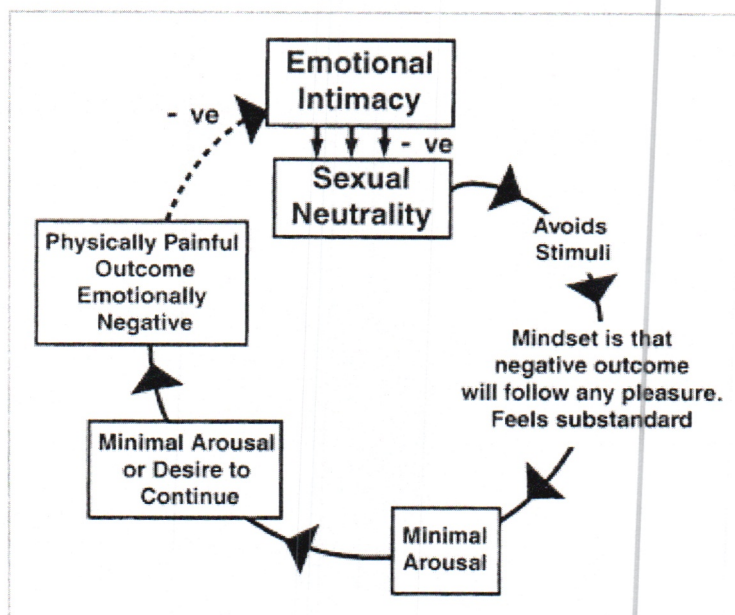 Emotional
Intimacy
- ve
- ve
Sexual
Neutrality
Avoids
Stimuli
Mindset is that
negative outcome
will follow any pleasure.
Feels substandard
Minimal
Arousal
Minimal Arousal
or Desire to
Continue
Physically Painful
Outcome
Emotionally
Negative